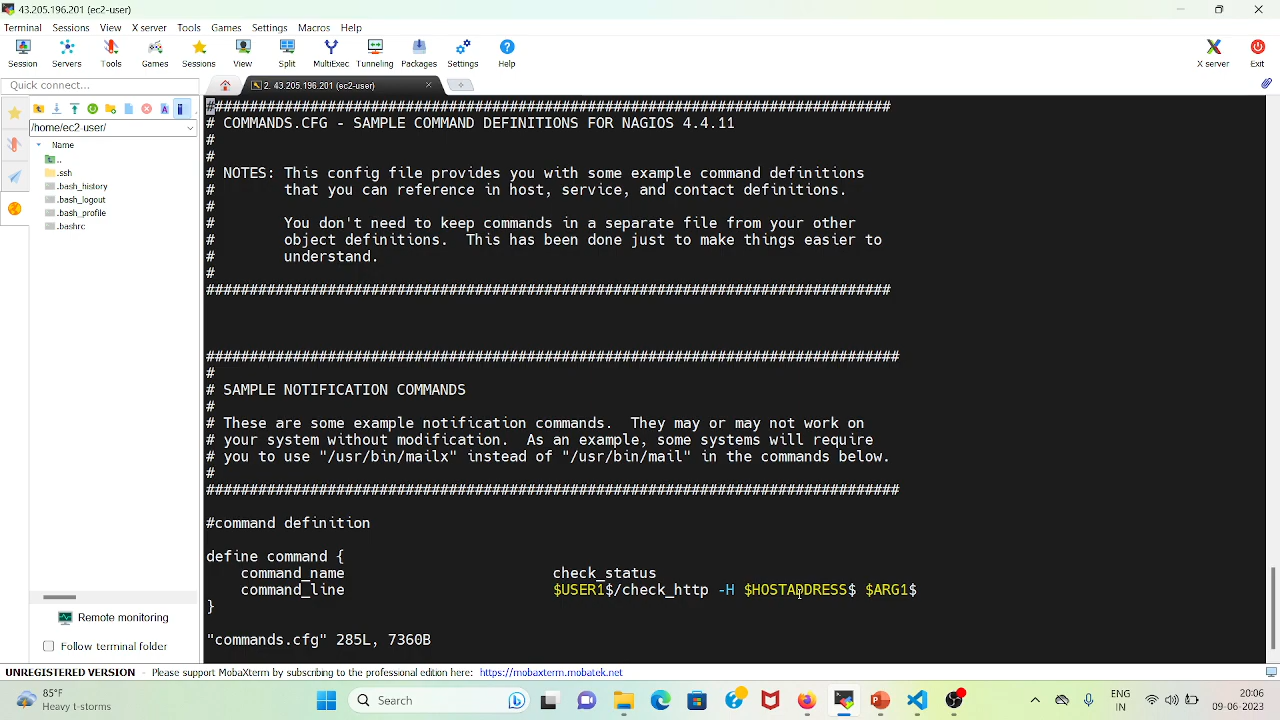 43.205.196.201 (ec2-user)
Terminal Sessions View X server Tools Games Settings Macros Help
Session Servers Tools Games Sessions View Split MultiExec Tunneling Packages Settings Help X server Exit
Quick connect...
2. 43.205.196.201 (ec2-user)
/home/ec2-user/
Name
..
.ssh
.bash_history
.bash_logout
.bash_profile
.bashrc
Remote monitoring
Follow terminal folder
###############################################################################
# COMMANDS.CFG - SAMPLE COMMAND DEFINITIONS FOR NAGIOS 4.4.11
#
#
# NOTES: This config file provides you with some example command definitions
#        that you can reference in host, service, and contact definitions.
#
#        You don't need to keep commands in a separate file from your other
#        object definitions.  This has been done just to make things easier to
#        understand.
#
###############################################################################
################################################################################
#
# SAMPLE NOTIFICATION COMMANDS
#
# These are some example notification commands.  They may or may not work on
# your system without modification.  As an example, some systems will require
# you to use "/usr/bin/mailx" instead of "/usr/bin/mail" in the commands below.
#
################################################################################
#command definition
define command {
    command_name                        check_status
    command_line                        $USER1$/check_http -H $HOSTADDRESS$ $ARG1$
}
"commands.cfg" 285L, 7360B
UNREGISTERED VERSION - Please support MobaXterm by subscribing to the professional edition here: https://mobaxterm.mobatek.net
85°F
Heavy t-storms
Search
ENG
IN
20:06
09-06-2023